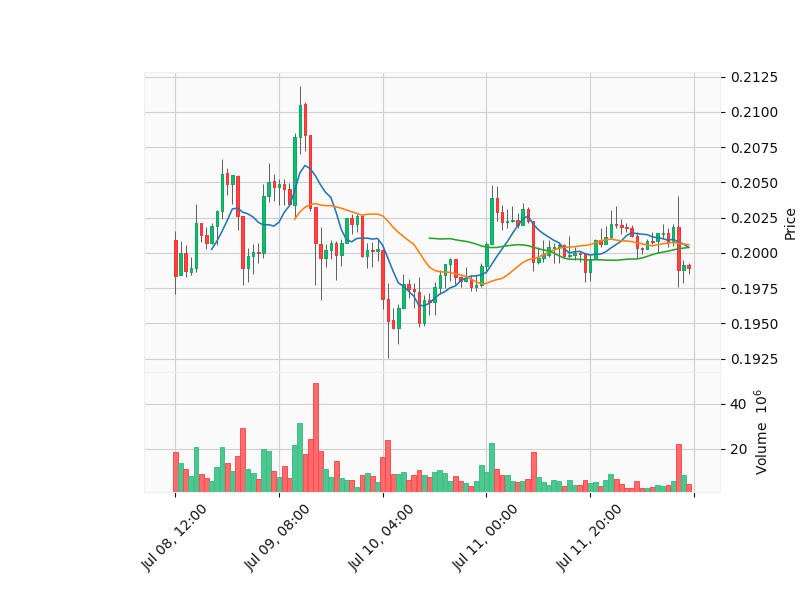 0.2125
0.2100
0.2075
0.2050
0.2025
0.2000
0.1975
0.1950
0.1925
Price
40
20
Volume 10^6
Jul 08, 12:00
Jul 09, 08:00
Jul 10, 04:00
Jul 11, 00:00
Jul 11, 20:00